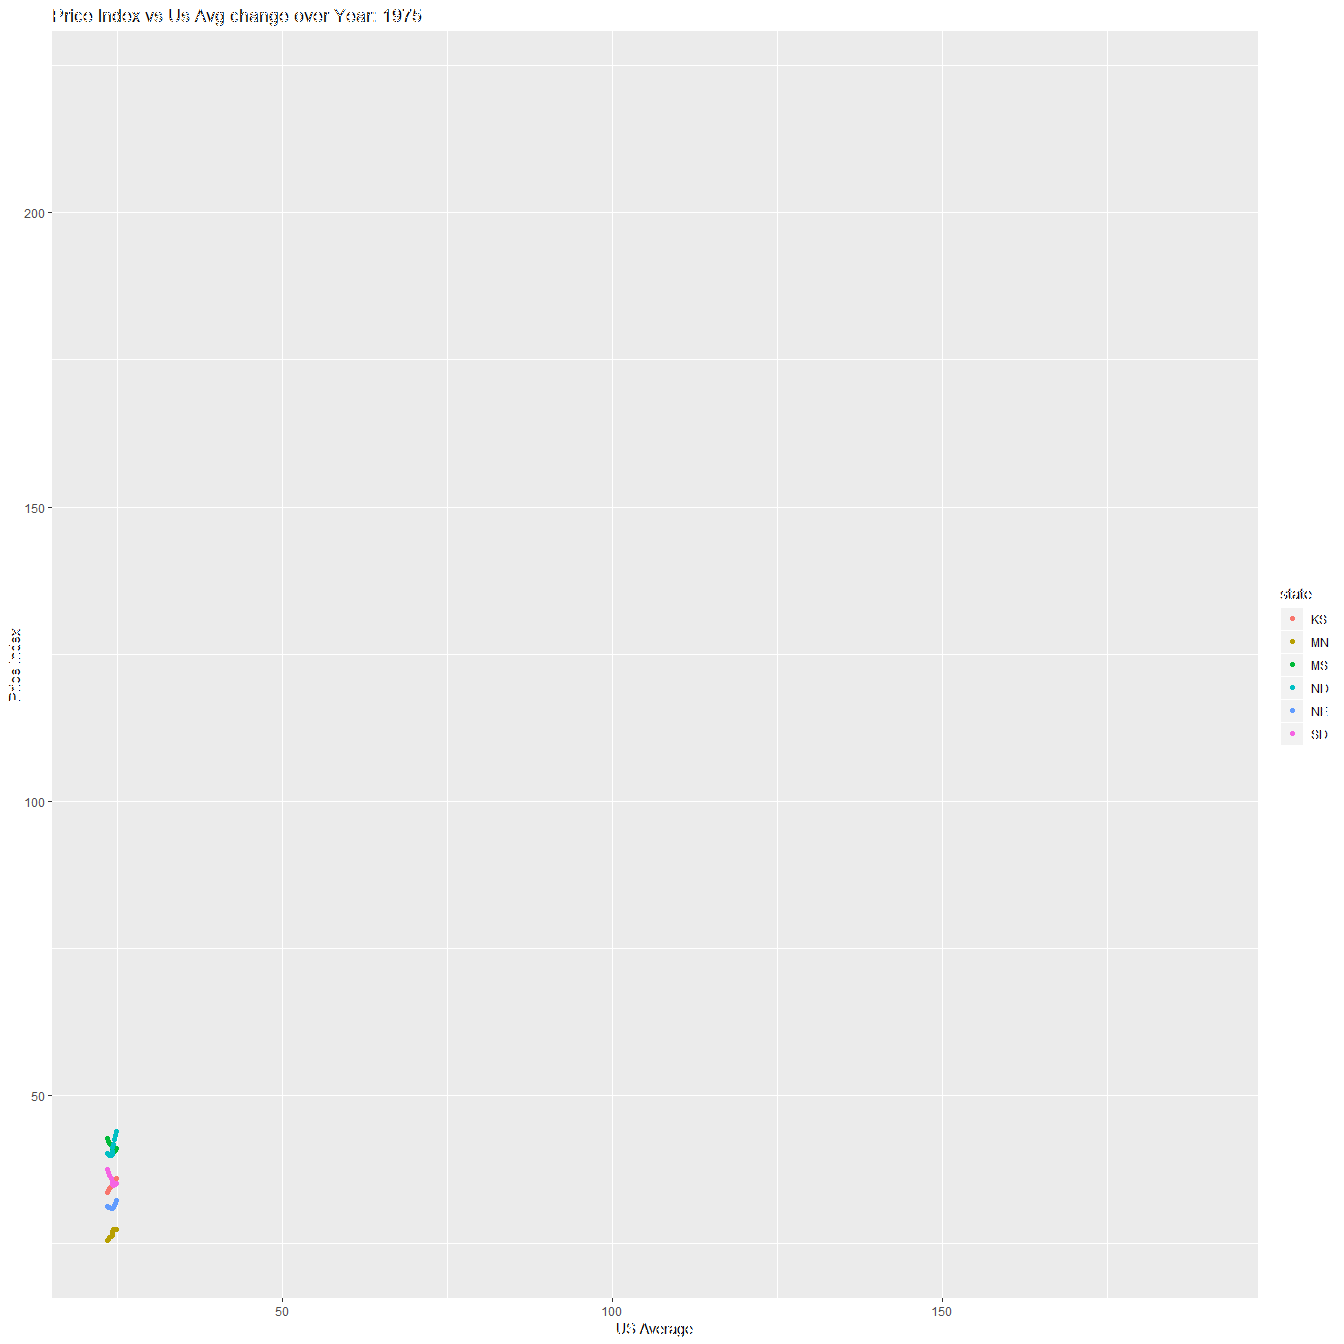 Price Index vs Us Avg change over Year: 1975
200
150
100
50
Price Index
50
100
150
US Average
state
KS
MN
MS
ND
NE
SD